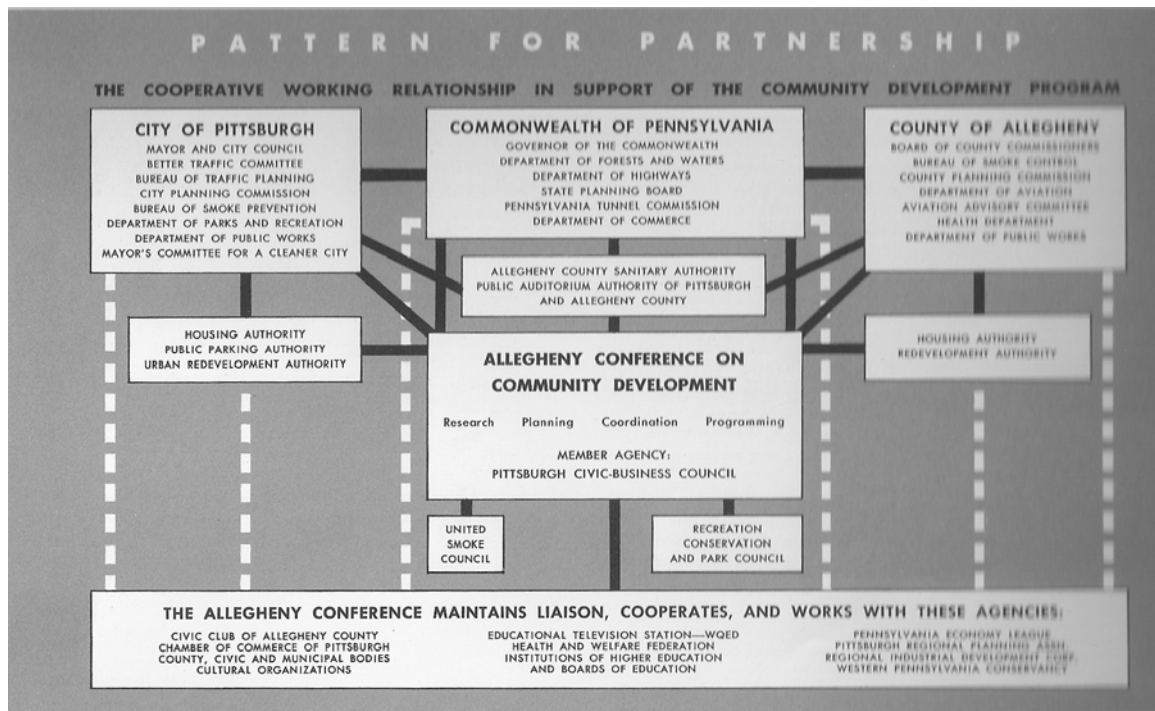 PATTERN FOR PARTNERSHIP
THE COOPERATIVE WORKING RELATIONSHIP IN SUPPORT OF THE COMMUNITY DEVELOPMENT PROGRAM
CITY OF PITTSBURGH
MAYOR AND CITY COUNCIL
BETTER TRAFFIC COMMITTEE
BUREAU OF TRAFFIC PLANNING
CITY PLANNING COMMISSION
BUREAU OF SMOKE PREVENTION
DEPARTMENT OF PARKS AND RECREATION
DEPARTMENT OF PUBLIC WORKS
MAYOR'S COMMITTEE FOR A CLEANER CITY
COMMONWEALTH OF PENNSYLVANIA
GOVERNOR OF THE COMMONWEALTH
DEPARTMENT OF FORESTS AND WATERS
DEPARTMENT OF HIGHWAYS
STATE PLANNING BOARD
PENNSYLVANIA TUNNEL COMMISSION
DEPARTMENT OF COMMERCE
COUNTY OF ALLEGHENY
BOARD OF COUNTY COMMISSIONERS
BUREAU OF SMOKE CONTROL
COUNTY PLANNING COMMISSION
DEPARTMENT OF AVIATION
AVIATION ADVISORY COMMITTEE
HEALTH DEPARTMENT
DEPARTMENT OF PUBLIC WORKS
ALLEGHENY COUNTY SANITARY AUTHORITY
PUBLIC AUDITORIUM AUTHORITY OF PITTSBURGH
AND ALLEGHENY COUNTY
HOUSING AUTHORITY
PUBLIC PARKING AUTHORITY
URBAN REDEVELOPMENT AUTHORITY
ALLEGHENY CONFERENCE ON
COMMUNITY DEVELOPMENT
Research Planning Coordination Programming
MEMBER AGENCY:
PITTSBURGH CIVIC-BUSINESS COUNCIL
HOUSING AUTHORITY
REDEVELOPMENT AUTHORITY
UNITED
SMOKE
COUNCIL
RECREATION
CONSERVATION
AND PARK COUNCIL
THE ALLEGHENY CONFERENCE MAINTAINS LIAISON, COOPERATES, AND WORKS WITH THESE AGENCIES:
CIVIC CLUB OF ALLEGHENY COUNTY
CHAMBER OF COMMERCE OF PITTSBURGH
COUNTY, CIVIC AND MUNICIPAL BODIES
CULTURAL ORGANIZATIONS
EDUCATIONAL TELEVISION STATION—WQED
HEALTH AND WELFARE FEDERATION
INSTITUTIONS OF HIGHER EDUCATION
AND BOARDS OF EDUCATION
PENNSYLVANIA ECONOMY LEAGUE
PITTSBURGH REGIONAL PLANNING ASSN.
REGIONAL INDUSTRIAL DEVELOPMENT CORP.
WESTERN PENNSYLVANIA CONSERVANCY